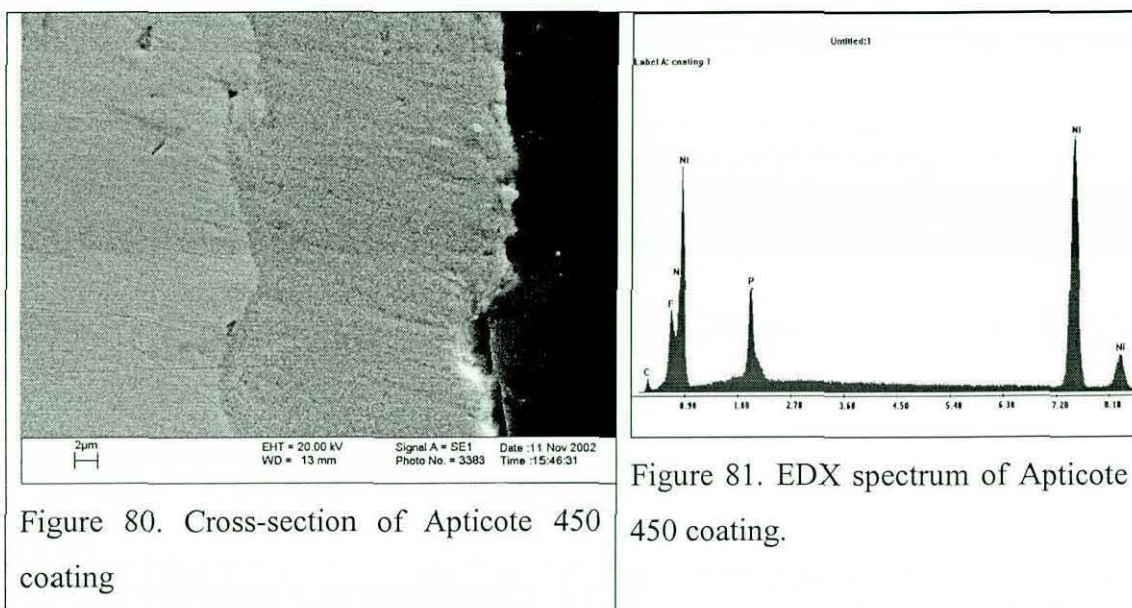 Untitled:1
Label A: coating 1
Ni
Ni
Ni
F
P
Ni
C
0.90 1.80 2.70 3.60 4.50 5.40 6.30 7.20 8.10
2µm
EHT = 20.00 kV Signal A = SE1 Date :11 Nov 2002
WD = 13 mm Photo No. = 3383 Time :15:46:31
Figure 80. Cross-section of Apticote 450
coating
Figure 81. EDX spectrum of Apticote
450 coating.